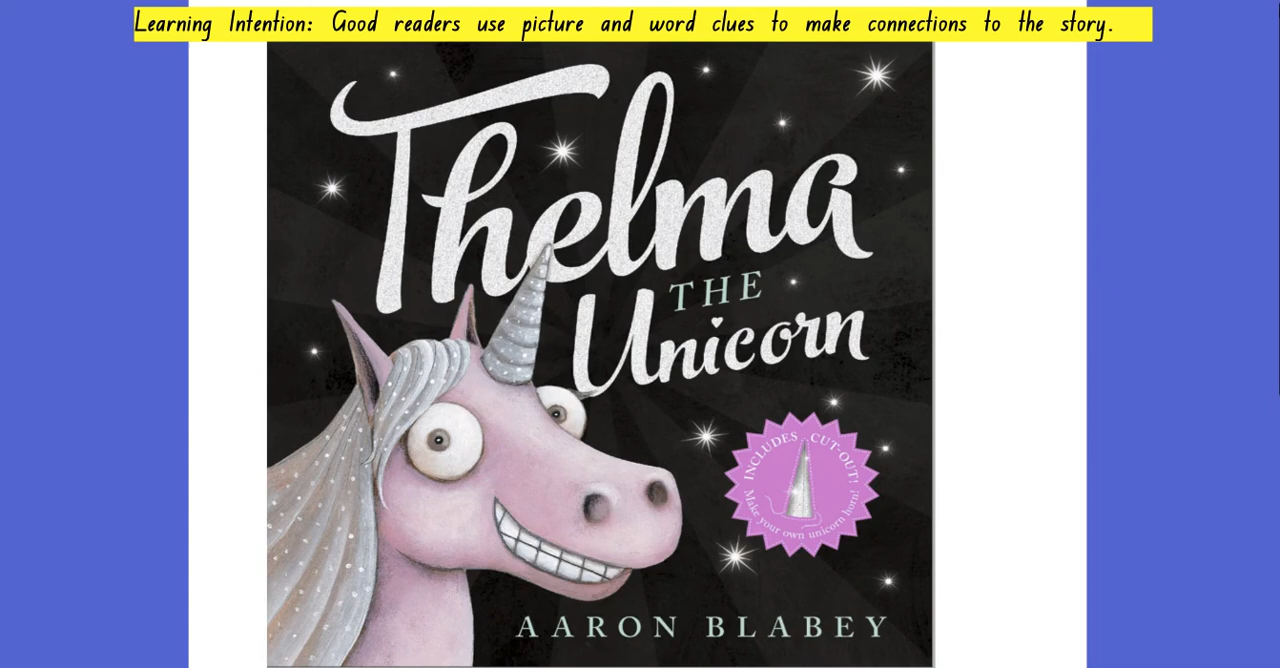 Learning Intention: Good readers use picture and word clues to make connections to the story.
Thelma
THE
Unicorn
INCLUDES CUT-OUT!
Make your own unicorn horn!
AARON BLABEY